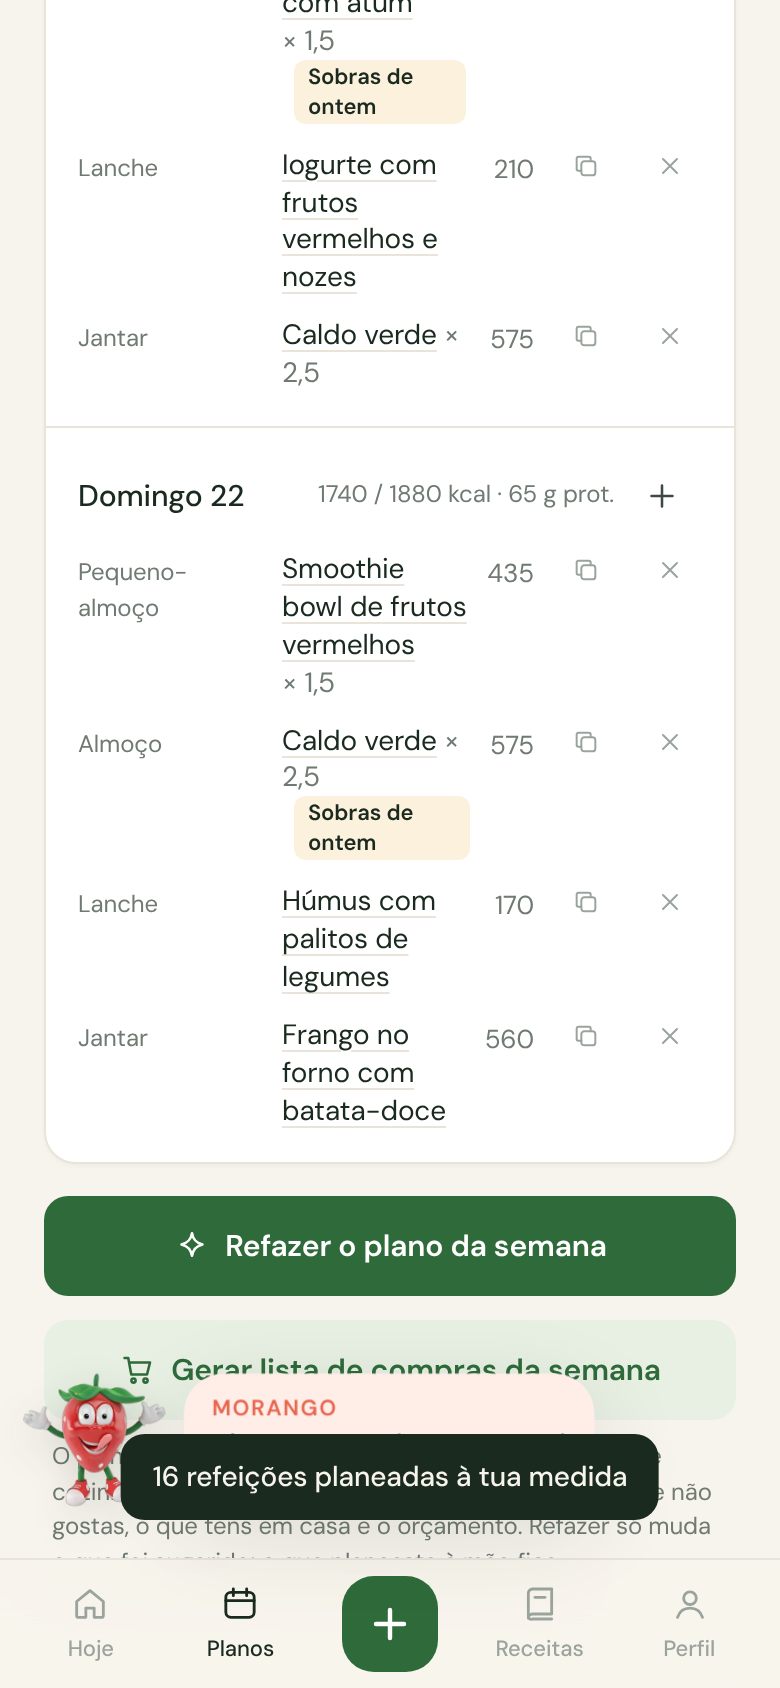 com atum
× 1,5
Sobras de
ontem
Lanche
Iogurte com
frutos
vermelhos e
nozes
210
Jantar
Caldo verde ×
2,5
575
Domingo 22
1740 / 1880 kcal · 65 g prot.
Pequeno-
almoço
Smoothie
bowl de frutos
vermelhos
× 1,5
435
Almoço
Caldo verde ×
2,5
575
Sobras de
ontem
Lanche
Húmus com
palitos de
legumes
170
Jantar
Frango no
forno com
batata-doce
560
Refazer o plano da semana
Gerar lista de compras da semana
MORANGO
16 refeições planeadas à tua medida
O
não
gostas, o que tens em casa e o orçamento. Refazer só muda
Hoje
Planos
Receitas
Perfil